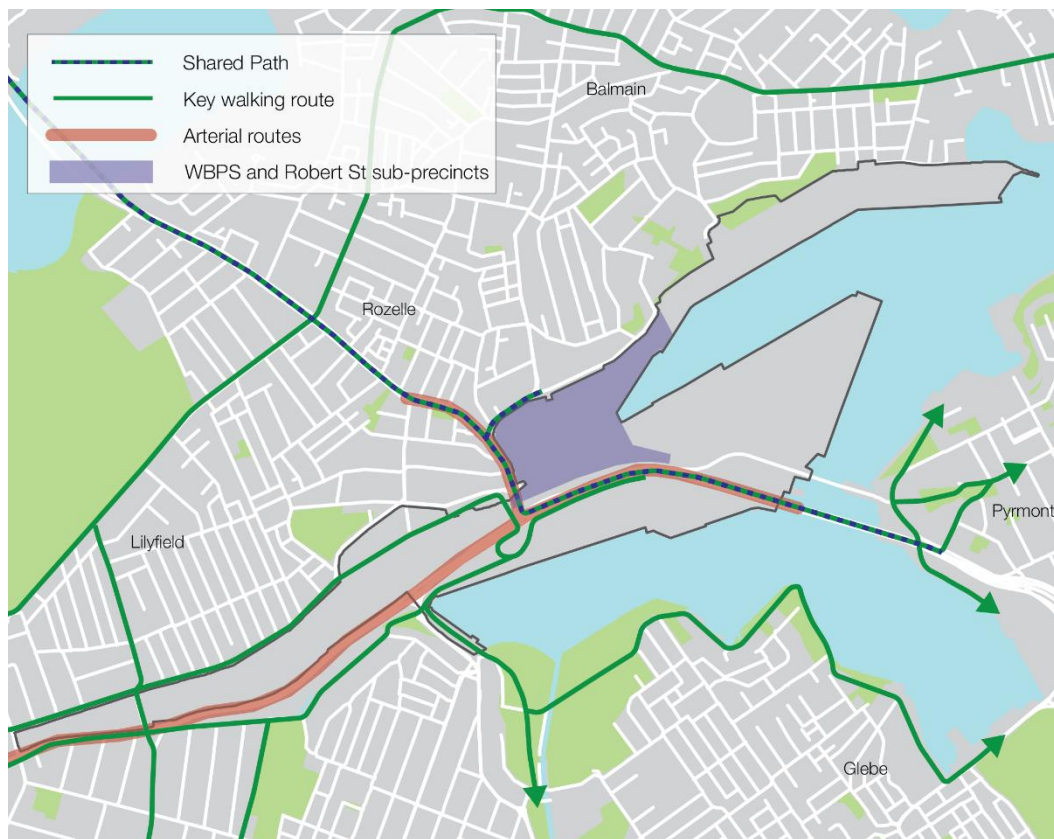 Shared Path
Key walking route
Arterial routes
WBPS and Robert St sub-precincts
Balmain
Rozelle
Pyrmont
Lilyfield
Glebe